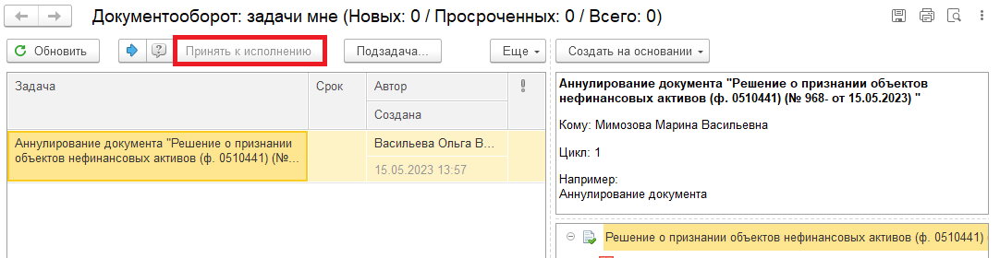 Документооборот: задачи мне (Новых: 0 / Просроченных: 0 / Всего: 0)
Обновить
Принять к исполнению
Подзадача...
Еще
Создать на основании
Задача
Срок
Автор
Создана
Аннулирование документа "Решение о признании
объектов нефинансовых активов (ф. 0510441) (№...
Васильева Ольга В...
15.05.2023 13:57
Аннулирование документа "Решение о признании объектов
нефинансовых активов (ф. 0510441) (№ 968- от 15.05.2023) "
Кому: Мимозова Марина Васильевна
Цикл: 1
Например:
Аннулирование документа
Решение о признании объектов нефинансовых активов (ф. 0510441)